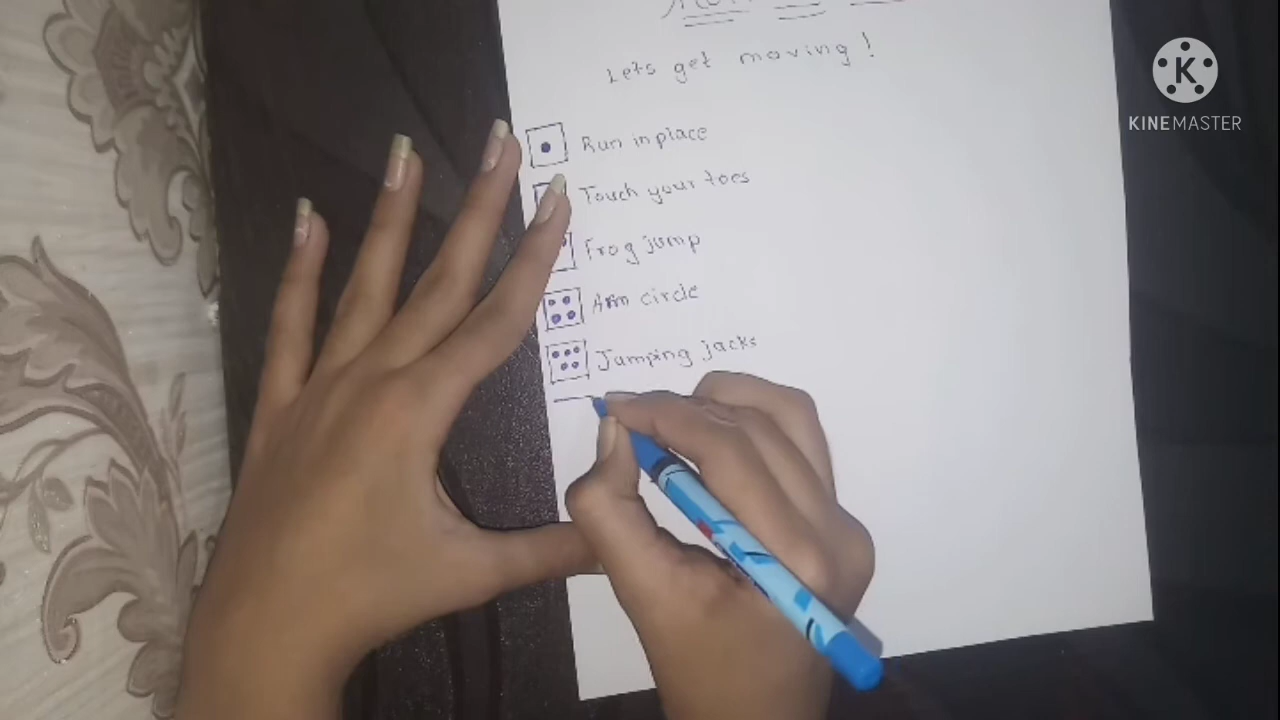 Lets get moving!
Run in place
Touch your toes
Frog jump
Arm circle
Jumping jacks
K
KINEMASTER